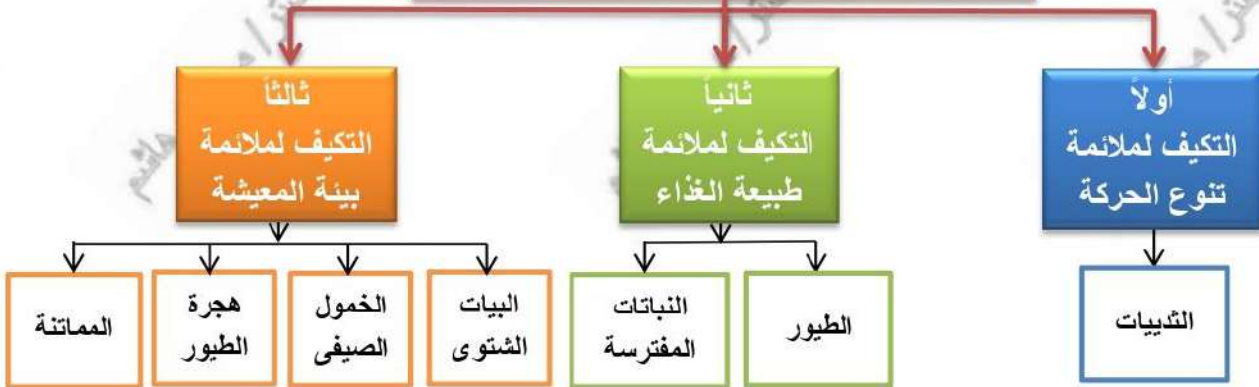 أولاً
التكيف لملائمة
تنوع الحركة
ثانياً
التكيف لملائمة
طبيعة الغذاء
ثالثاً
التكيف لملائمة
بيئة المعيشة
الثدييات
الطيور
النباتات
المفترسة
البيات
الشتوى
الخمول
الصيفى
هجرة
الطيور
المماتنة